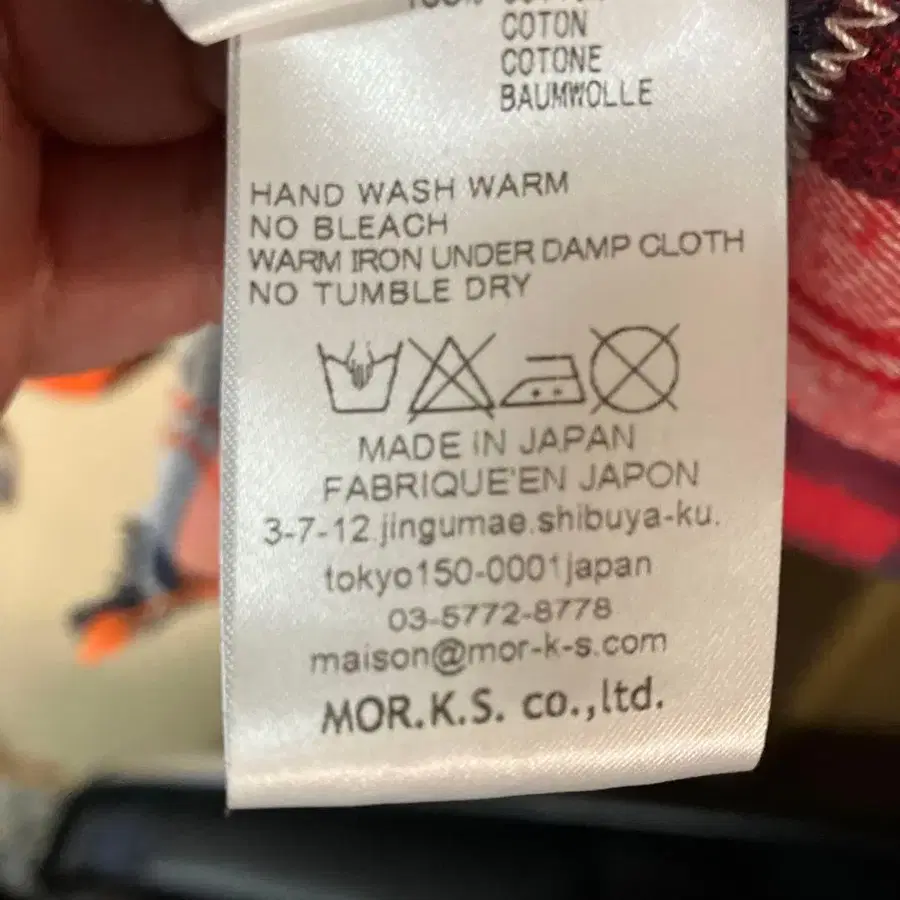 100% COTTON
COTON
COTONE
BAUMWOLLE
HAND WASH WARM
NO BLEACH
WARM IRON UNDER DAMP CLOTH
NO TUMBLE DRY
MADE IN JAPAN
FABRIQUE'EN JAPON
3-7-12.jingumae.shibuya-ku.
tokyo150-0001japan
03-5772-8778
maison@mor-k-s.com
MOR.K.S. co.,ltd.